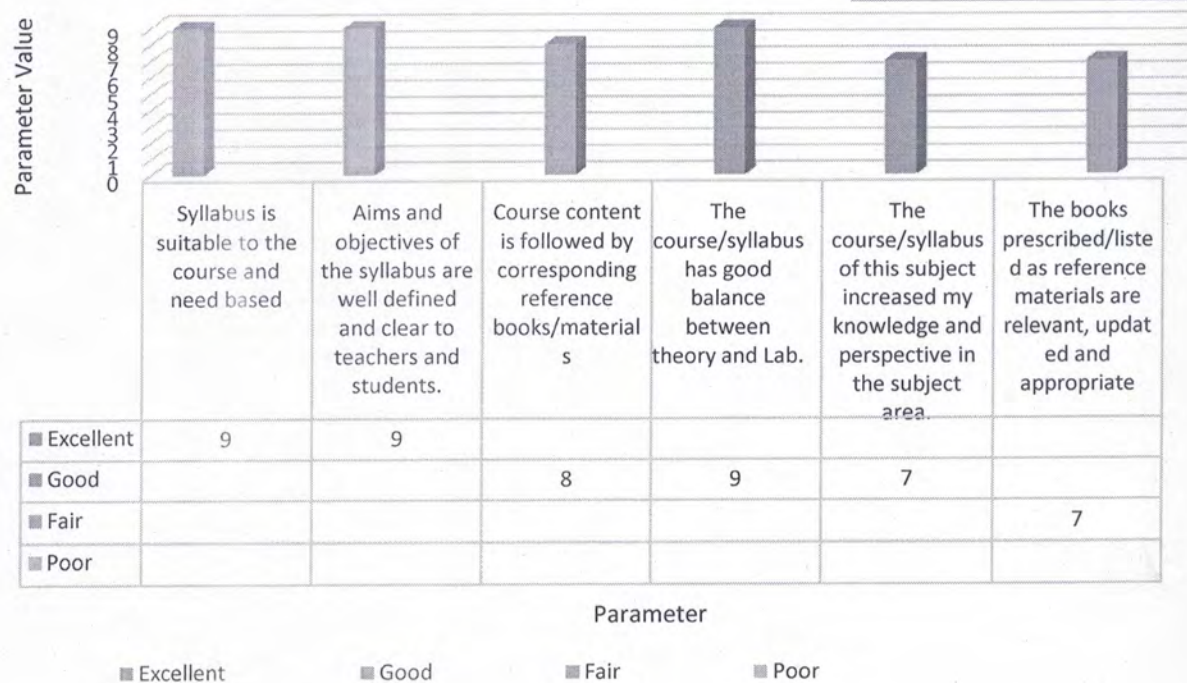 Parameter Value
9
8
7
6
5
4
3
2
1
0
Syllabus is
suitable to the
course and
need based
Aims and
objectives of
the syllabus are
well defined
and clear to
teachers and
students.
Course content
is followed by
corresponding
reference
books/material
s
The
course/syllabus
has good
balance
between
theory and Lab.
The
course/syllabus
of this subject
increased my
knowledge and
perspective in
the subject
area.
The books
prescribed/liste
d as reference
materials are
relevant, updat
ed and
appropriate
Excellent 9 9
Good 8 9 7
Fair 7
Poor
Parameter
Excellent Good Fair Poor